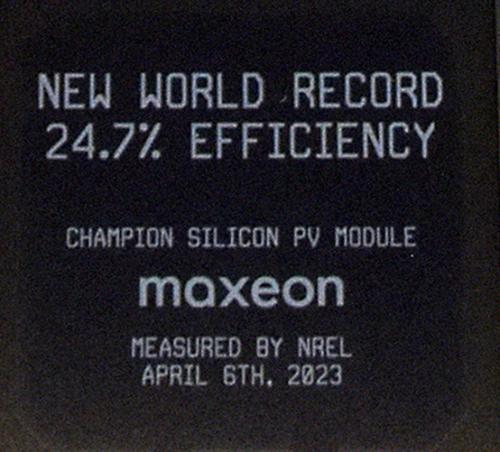 NEW WORLD RECORD
24.7% EFFICIENCY
CHAMPION SILICON PV MODULE
maxeon
MEASURED BY NREL
APRIL 6TH, 2023